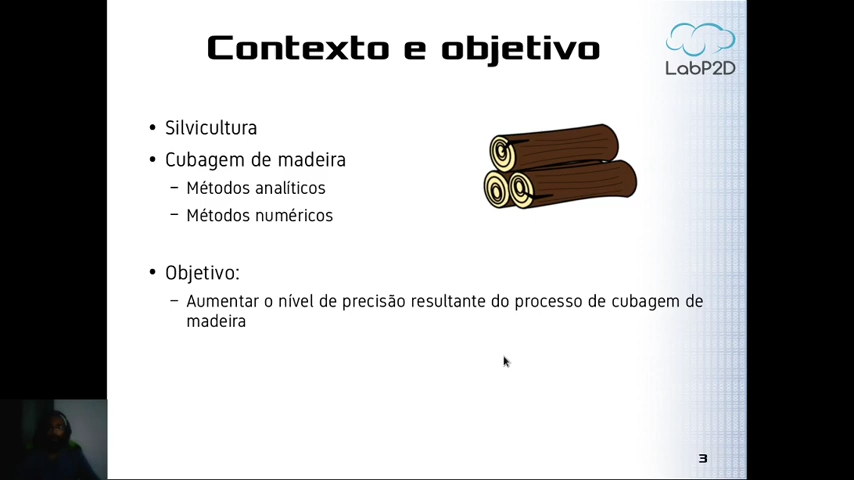 Contexto e objetivo
LabP2D
• Silvicultura
• Cubagem de madeira
– Métodos analíticos
– Métodos numéricos
• Objetivo:
– Aumentar o nível de precisão resultante do processo de cubagem de
madeira
3